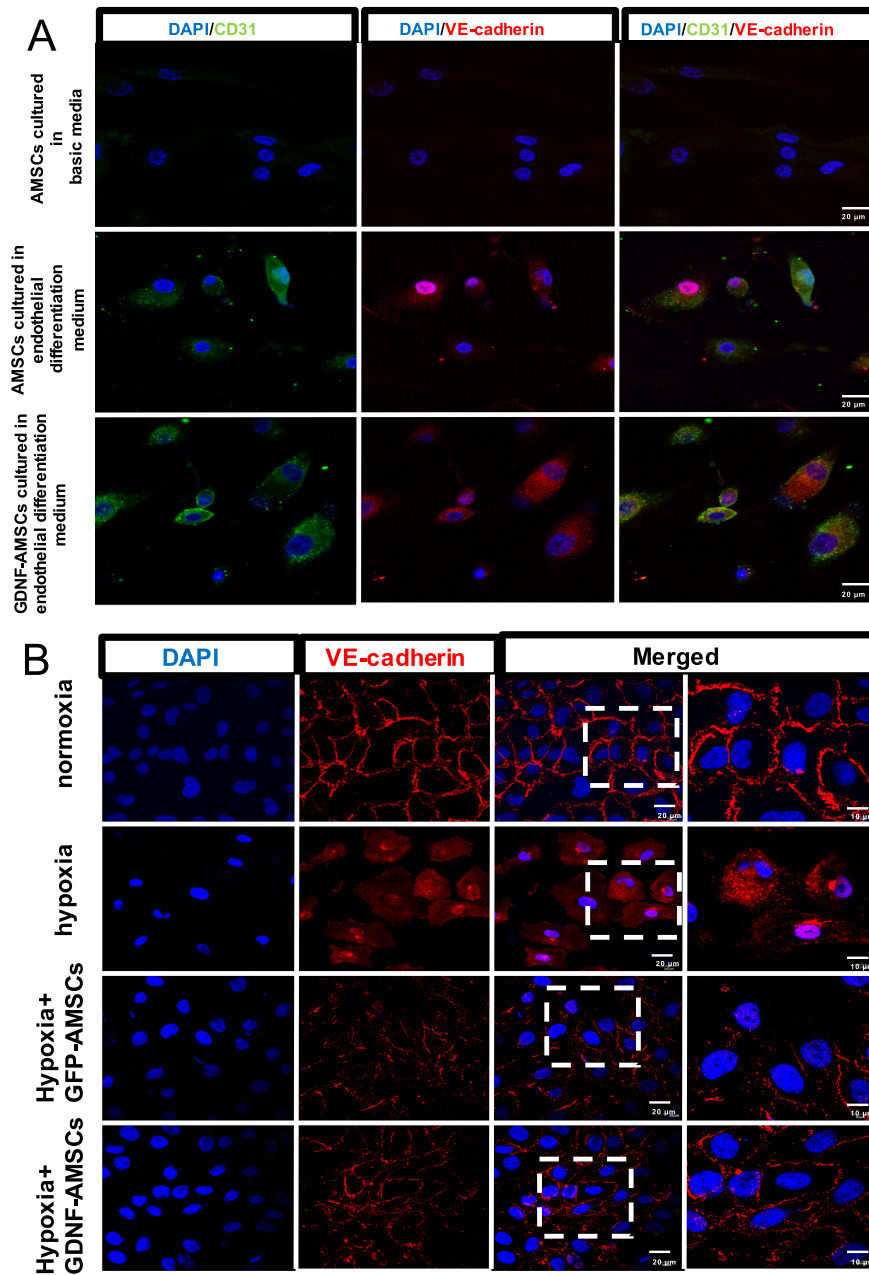 A
DAPI/CD31
DAPI/VE-cadherin
DAPI/CD31/VE-cadherin
AMSCs cultured
in
basic media
20 μm
AMSCs cultured in
endothelial
differentiation
medium
20 μm
GDNF-AMSCs cultured in
endothelial differentiation
medium
20 μm
B
DAPI
VE-cadherin
Merged
normoxia
20 μm
10 μm
hypoxia
20 μm
10 μm
Hypoxia+
GFP-AMSCs
20 μm
10 μm
Hypoxia+
GDNF-AMSCs
20 μm
10 μm